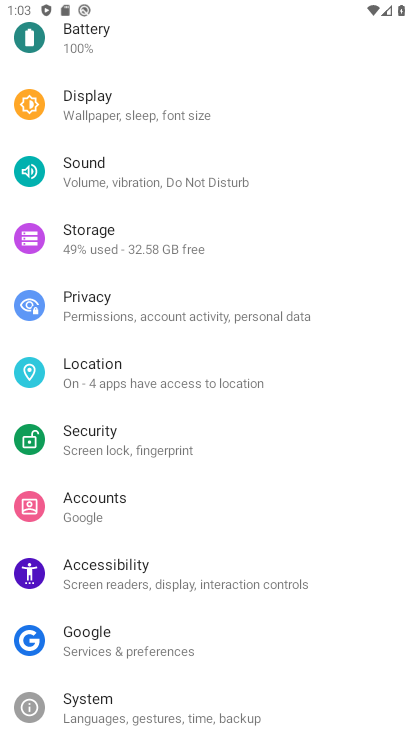 1:03
Battery
100%
Display
Wallpaper, sleep, font size
Sound
Volume, vibration, Do Not Disturb
Storage
49% used - 32.58 GB free
Privacy
Permissions, account activity, personal data
Location
On - 4 apps have access to location
Security
Screen lock, fingerprint
Accounts
Google
Accessibility
Screen readers, display, interaction controls
Google
Services & preferences
System
Languages, gestures, time, backup